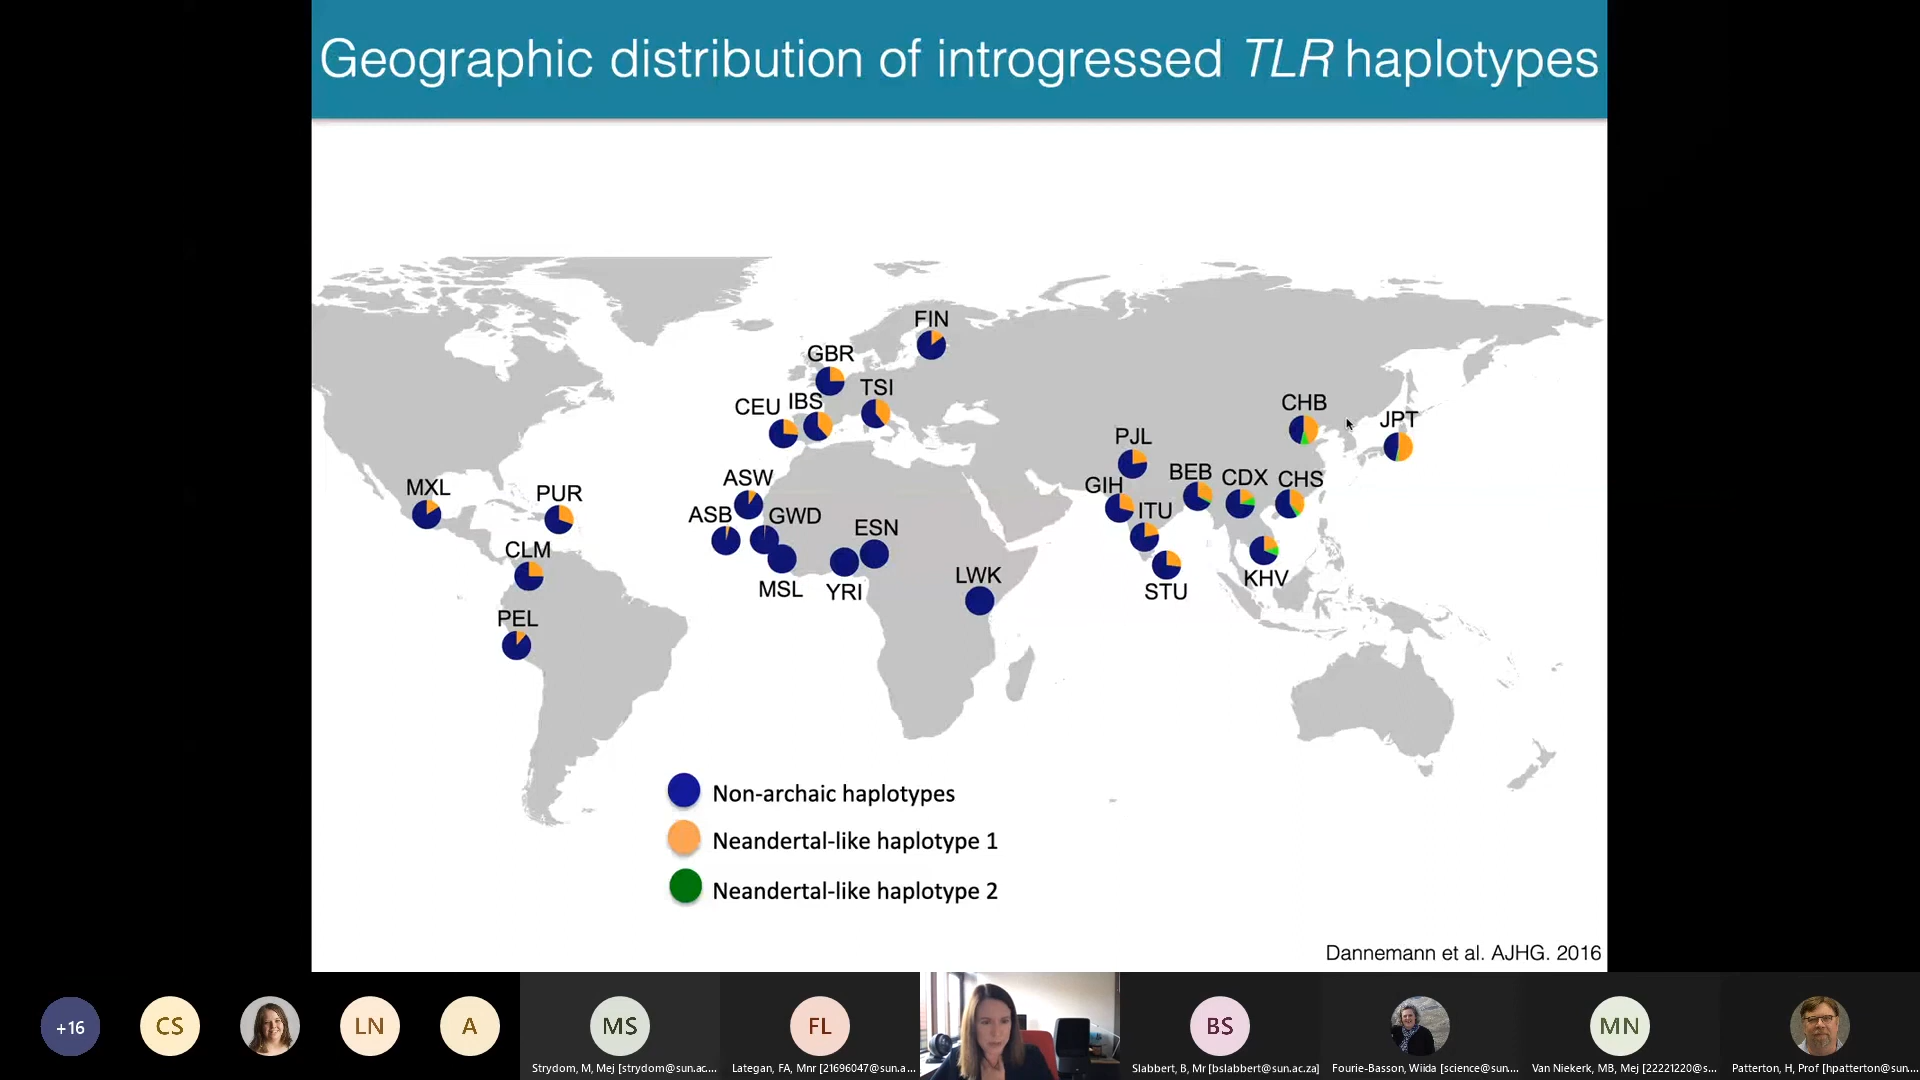 Geographic distribution of introgressed TLR haplotypes
FIN
GBR
TSI
CEU IBS
CHB
JPT
PJL
MXL
PUR
ASW
GIH
BEB CDX CHS
ASB
GWD
ESN
ITU
CLM
MSL
YRI
LWK
STU
KHV
PEL
Non-archaic haplotypes
Neandertal-like haplotype 1
Neandertal-like haplotype 2
Dannemann et al. AJHG. 2016
+16
CS
LN
A
MS
FL
BS
MN
Strydom, M, Mej [strydom@sun.ac....
Lategan, FA, Mnr [21696047@sun.a...
Slabbert, B, Mr [bslabbert@sun.ac.za]
Fourie-Basson, Wiida [science@sun....
Van Niekerk, MB, Mej [22221220@s...
Patterton, H, Prof [hpatterton@sun....